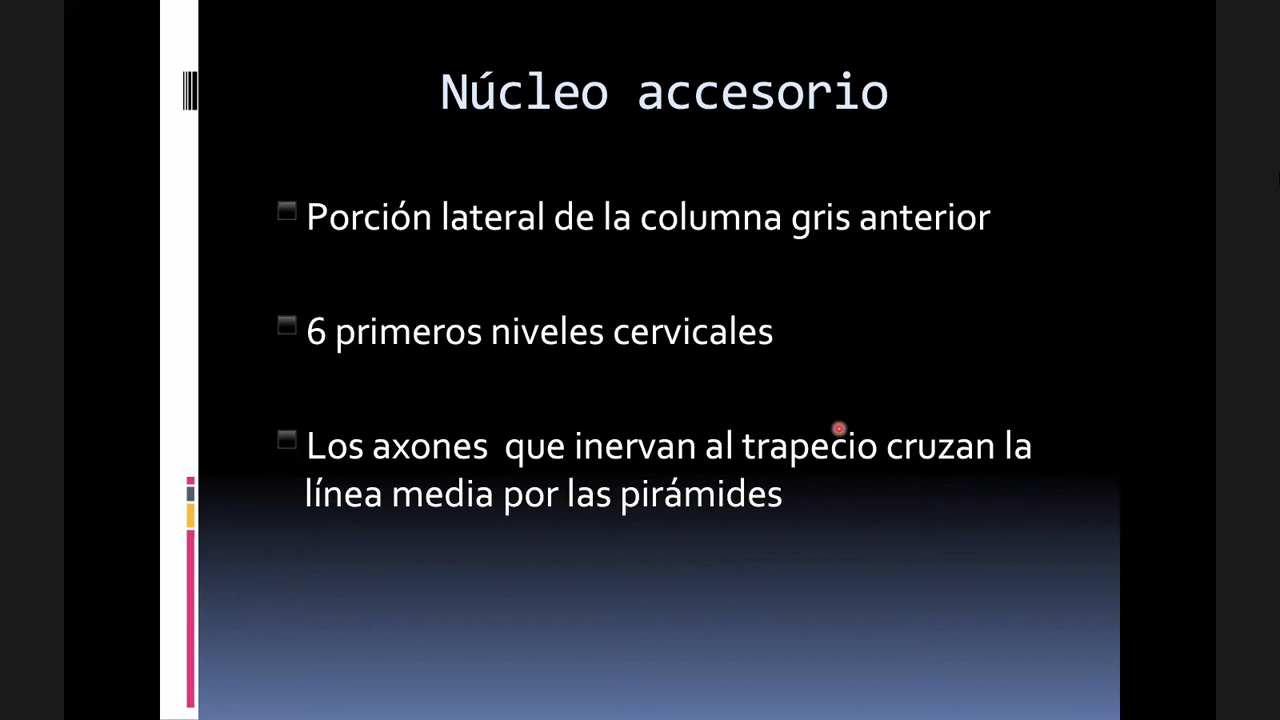 Núcleo accesorio
Porción lateral de la columna gris anterior
6 primeros niveles cervicales
Los axones que inervan al trapecio cruzan la
línea media por las pirámides